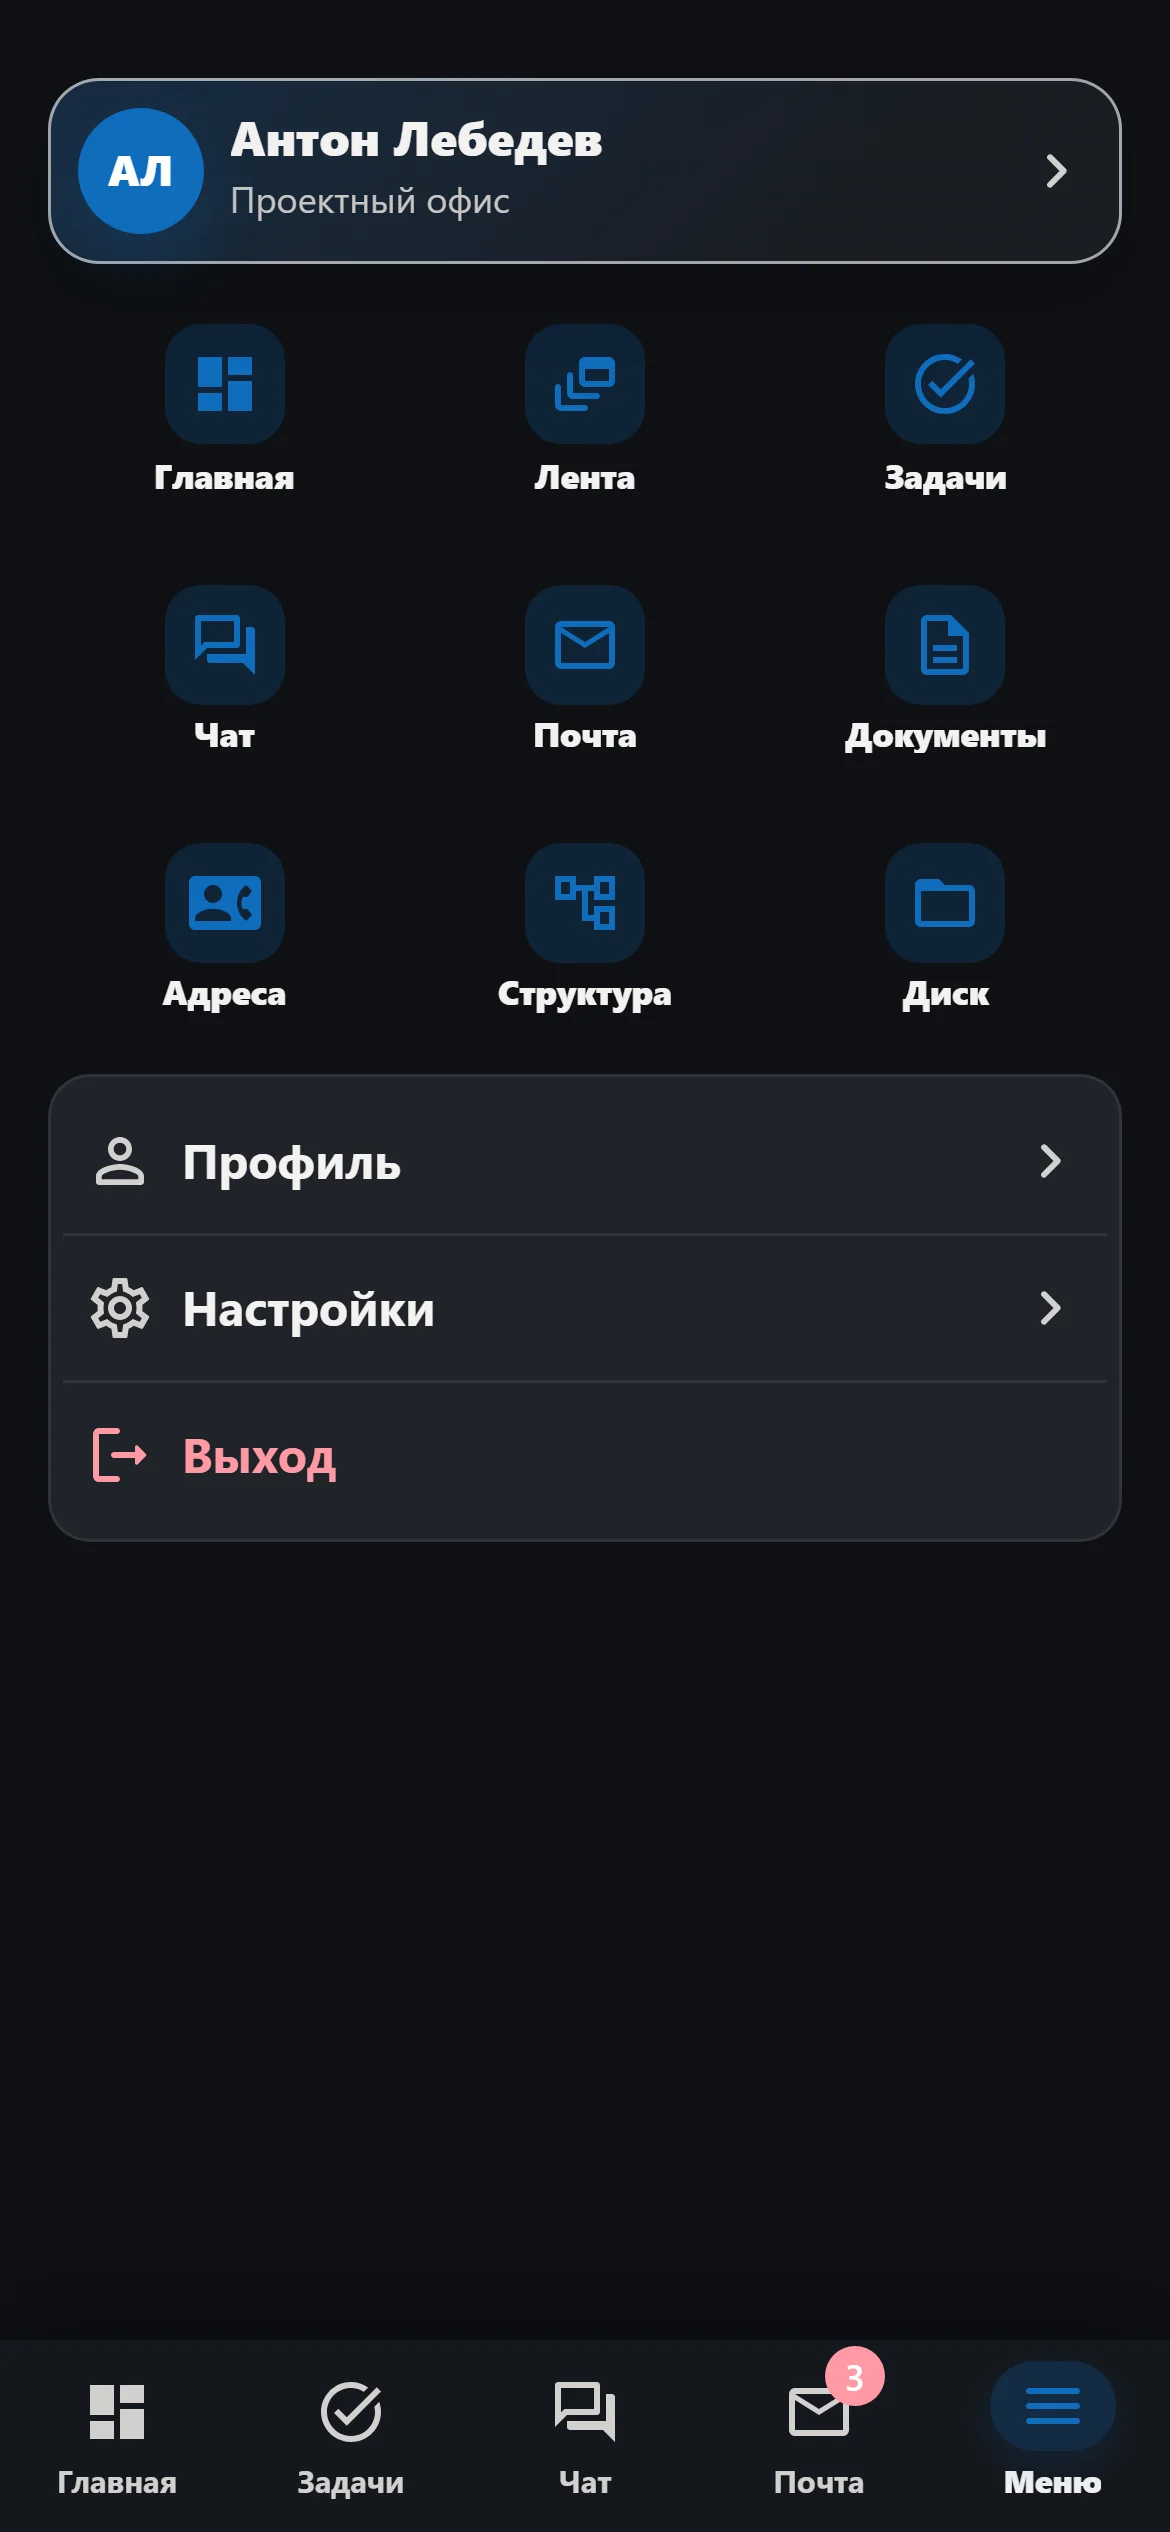 АЛ
Антон Лебедев
Проектный офис
Главная
Лента
Задачи
Чат
Почта
Документы
Адреса
Структура
Диск
Профиль
Настройки
Выход
3
Главная
Задачи
Чат
Почта
Меню